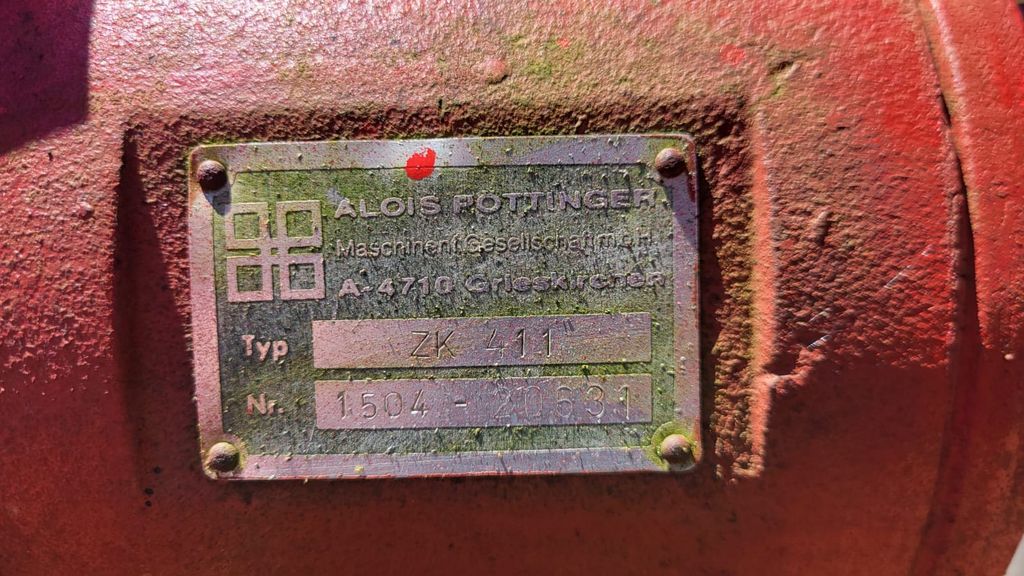 ALOIS PÖTTINGER
Maschinenf. Gesellschaft m.b.H.
A-4710 Grieskirchen
Typ ZK 411"
Nr. 1504 - 20631